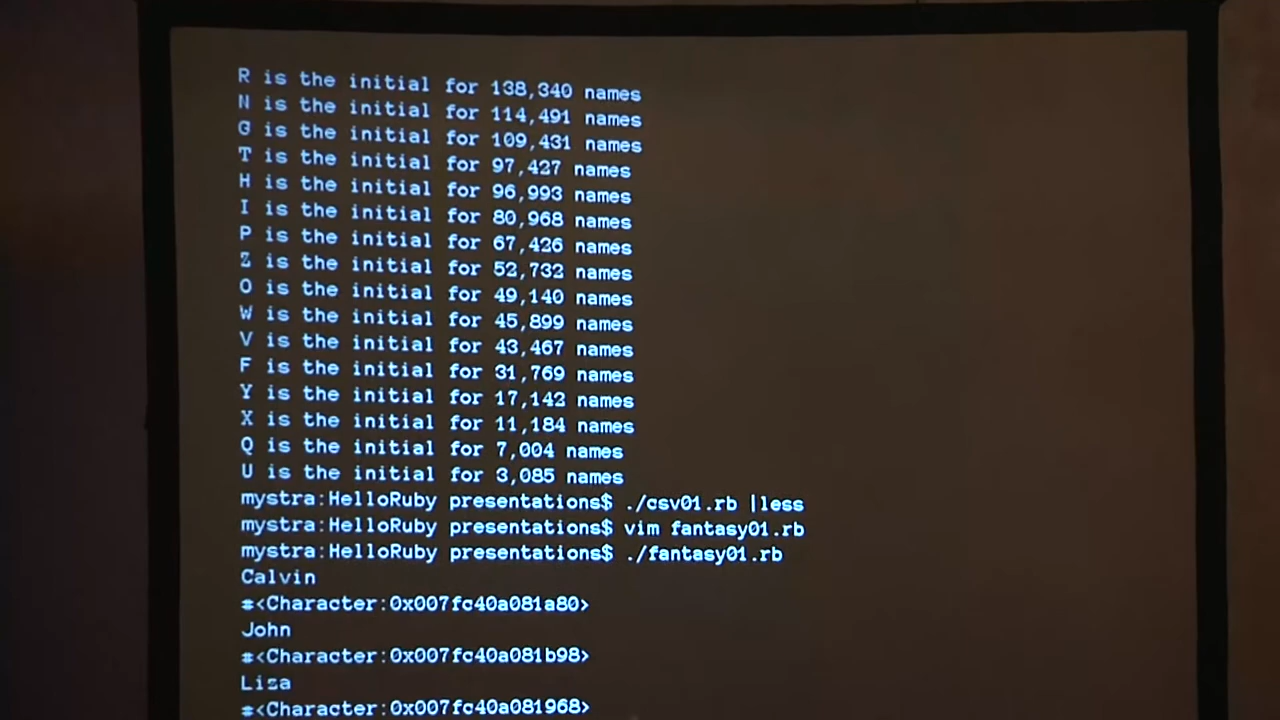 R is the initial for 138,340 names
N is the initial for 114,491 names
G is the initial for 109,431 names
T is the initial for 97,427 names
H is the initial for 96,993 names
I is the initial for 80,968 names
P is the initial for 67,426 names
Z is the initial for 52,732 names
O is the initial for 49,140 names
W is the initial for 45,899 names
V is the initial for 43,467 names
F is the initial for 31,769 names
Y is the initial for 17,142 names
X is the initial for 11,184 names
Q is the initial for 7,004 names
U is the initial for 3,085 names
mystra:HelloRuby presentations$ ./csv01.rb |less
mystra:HelloRuby presentations$ vim fantasy01.rb
mystra:HelloRuby presentations$ ./fantasy01.rb
Calvin
#<Character:0x007fc40a081a80>
John
#<Character:0x007fc40a081b98>
Lisa
#<Character:0x007fc40a081968>